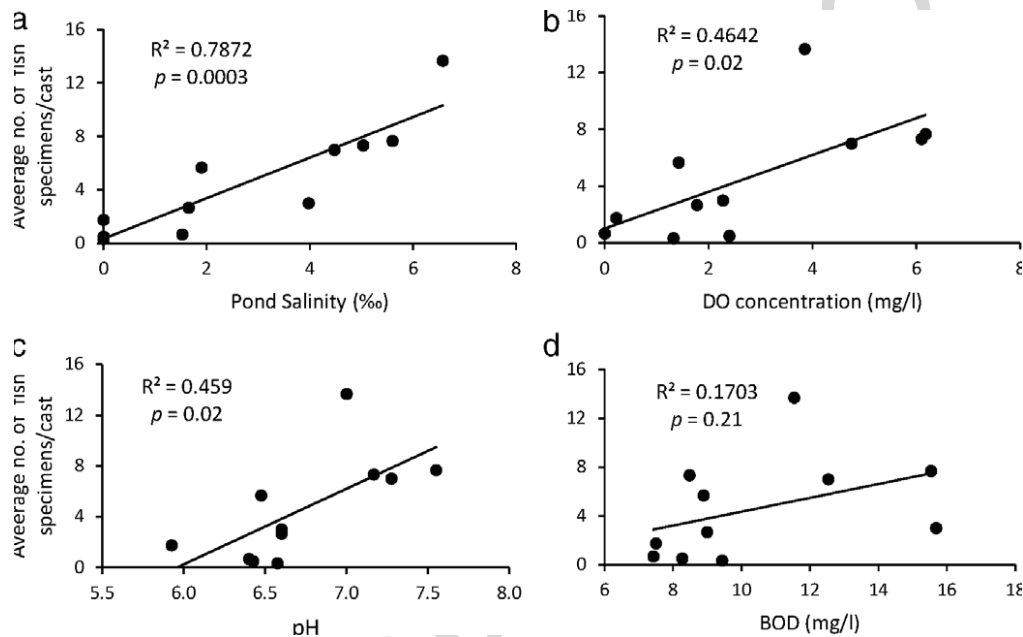 a
16
12
8
4
0
R² = 0.7872
p = 0.0003
0 2 4 6 8
Pond Salinity (‰)
Aveerage no. of fish
specimens/cast
b
16
12
8
4
0
R² = 0.4642
p = 0.02
0 2 4 6 8
DO concentration (mg/l)
c
16
12
8
4
0
R² = 0.459
p = 0.02
5.5 6.0 6.5 7.0 7.5 8.0
pH
Aveerage no. of fish
specimens/cast
d
16
12
8
4
0
R² = 0.1703
p = 0.21
6 8 10 12 14 16 18
BOD (mg/l)